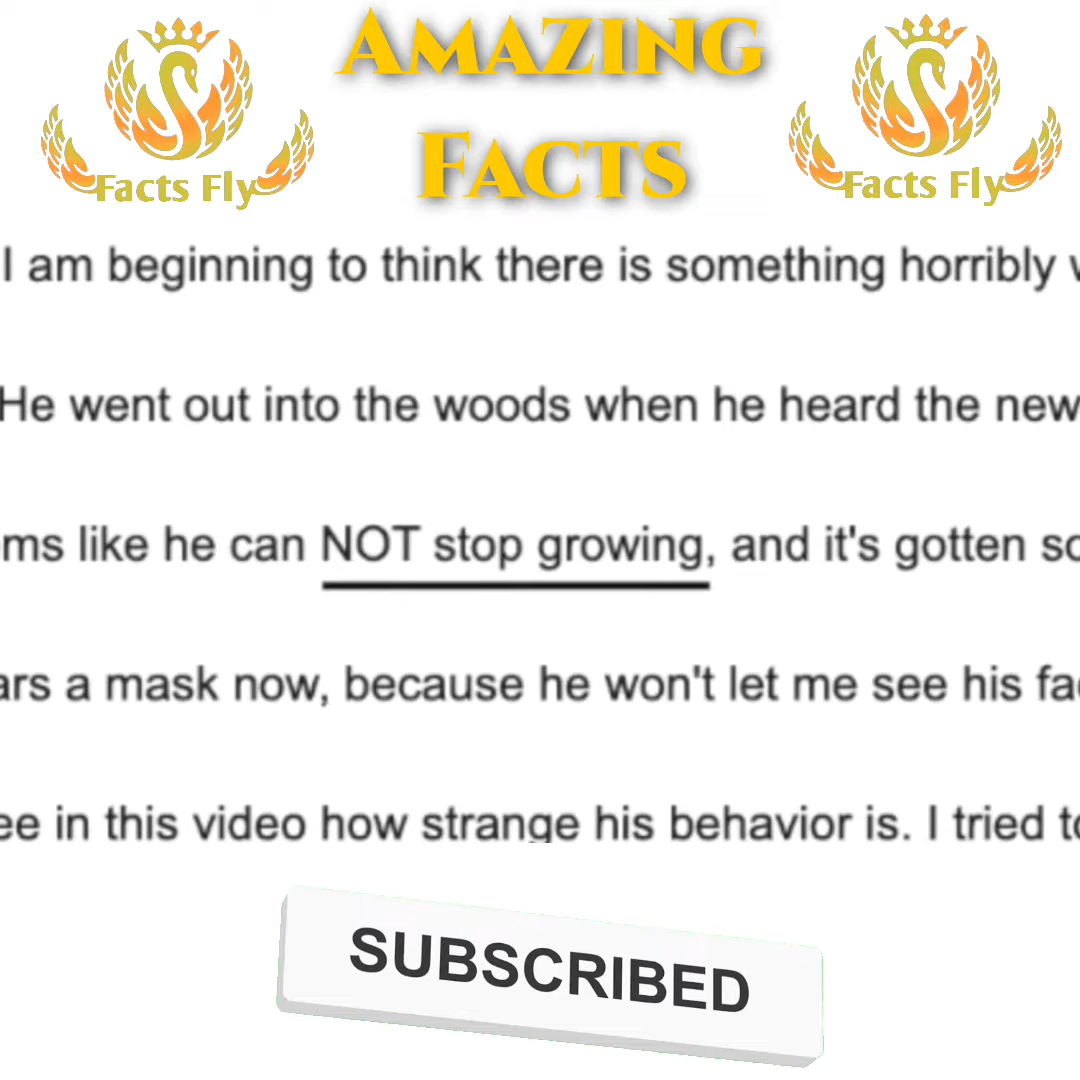 AMAZING
FACTS
Facts Fly
Facts Fly
I am beginning to think there is something horribly
He went out into the woods when he heard the new
ms like he can NOT stop growing, and it's gotten so
ars a mask now, because he won't let me see his fa
ee in this video how strange his behavior is. I tried to
SUBSCRIBED